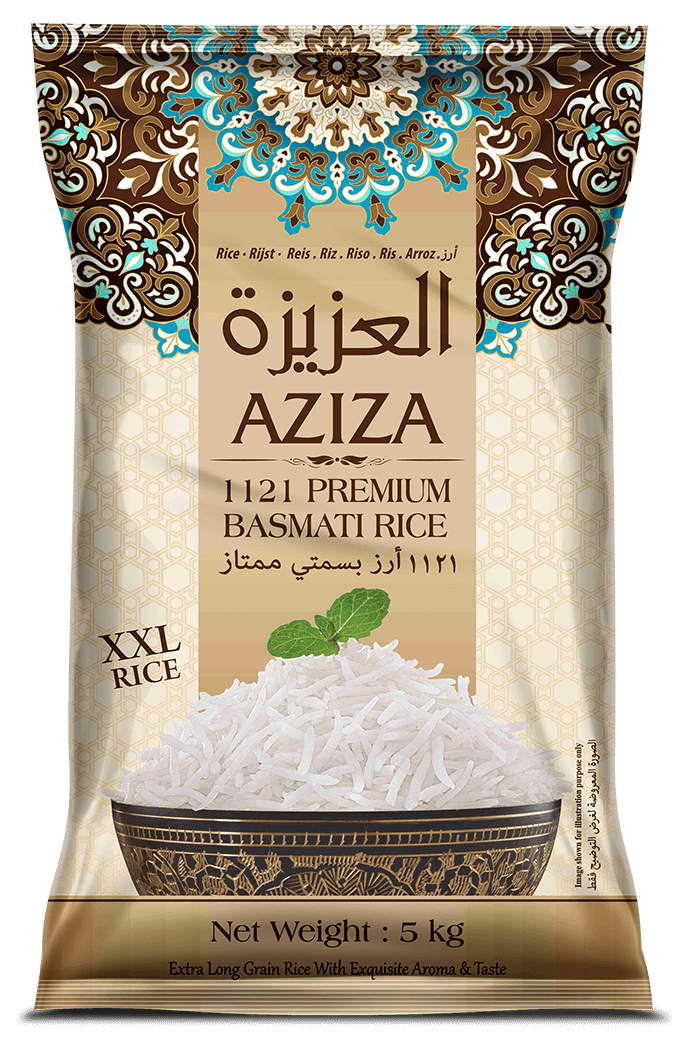 Rice · Rijst · Reis . Riz . Riso . Ris . Arroz . أرز
العزيزة
AZIZA
1121 PREMIUM
BASMATI RICE
١١٢١ أرز بسمتي ممتاز
XXL
RICE
Image shown for illustration purpose only
الصورة المعروضة لغرض التوضيح فقط
Net Weight : 5 kg
Extra Long Grain Rice With Exquisite Aroma & Taste